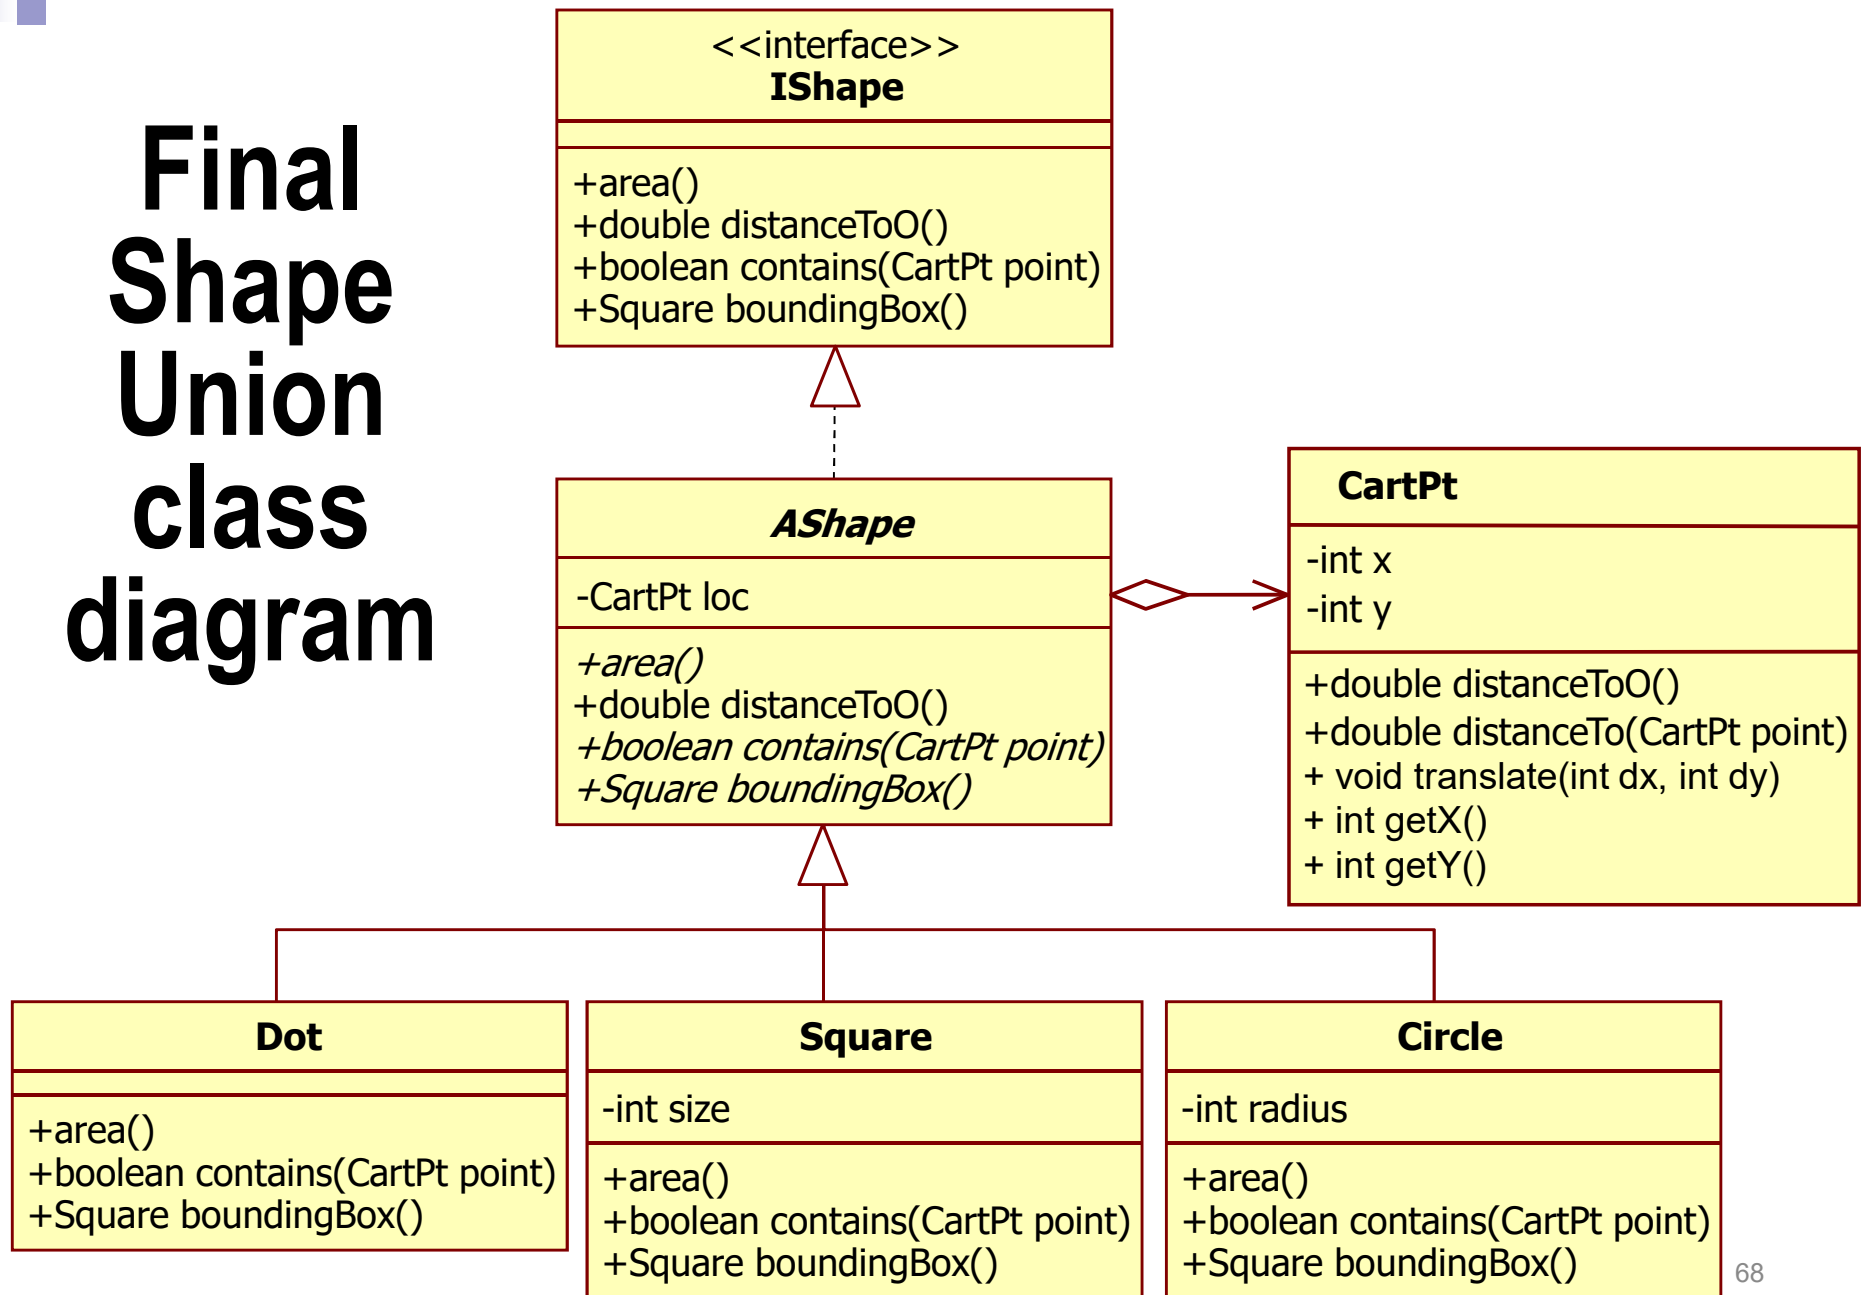 Final
Shape
Union
class
diagram
<<interface>>
IShape
+area()
+double distanceToO()
+boolean contains(CartPt point)
+Square boundingBox()
AShape
-CartPt loc
+area()
+double distanceToO()
+boolean contains(CartPt point)
+Square boundingBox()
CartPt
-int x
-int y
+double distanceToO()
+double distanceTo(CartPt point)
+ void translate(int dx, int dy)
+ int getX()
+ int getY()
Dot
+area()
+boolean contains(CartPt point)
+Square boundingBox()
Square
-int size
+area()
+boolean contains(CartPt point)
+Square boundingBox()
Circle
-int radius
+area()
+boolean contains(CartPt point)
+Square boundingBox()
68